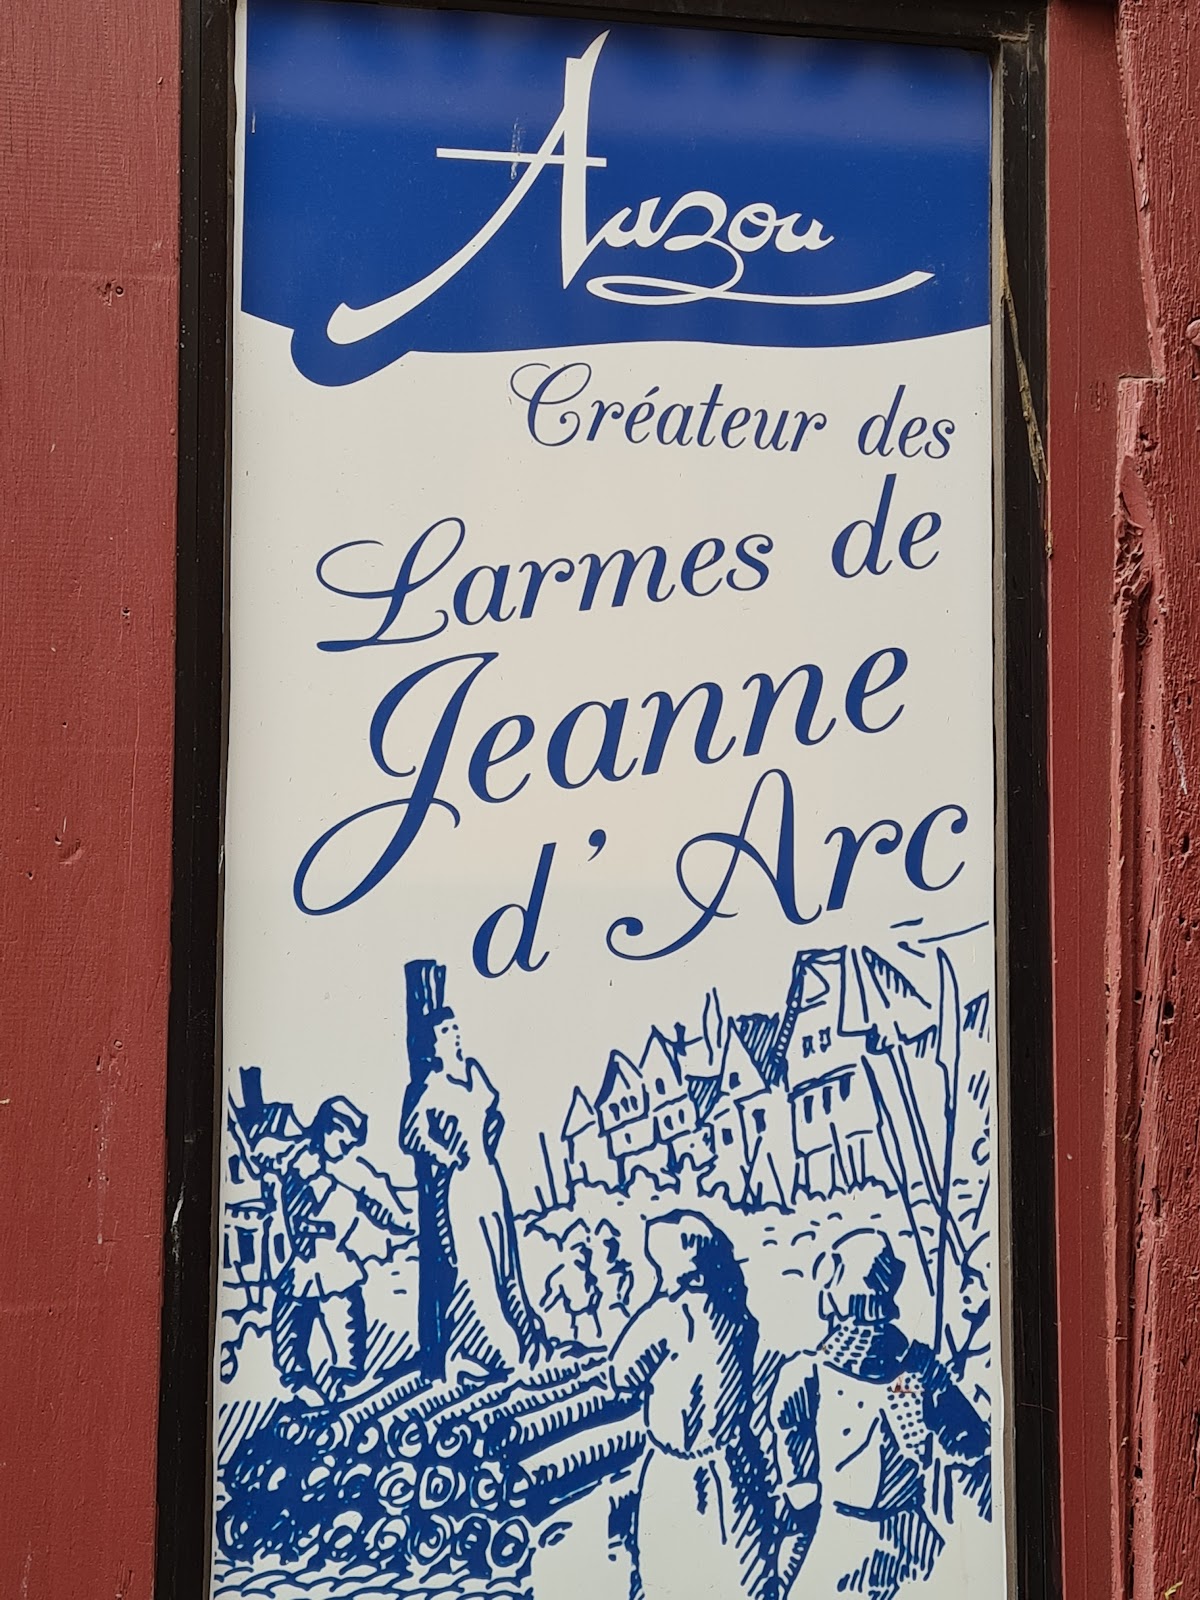 Auzou
Créateur des
Larmes de
Jeanne
d'Arc